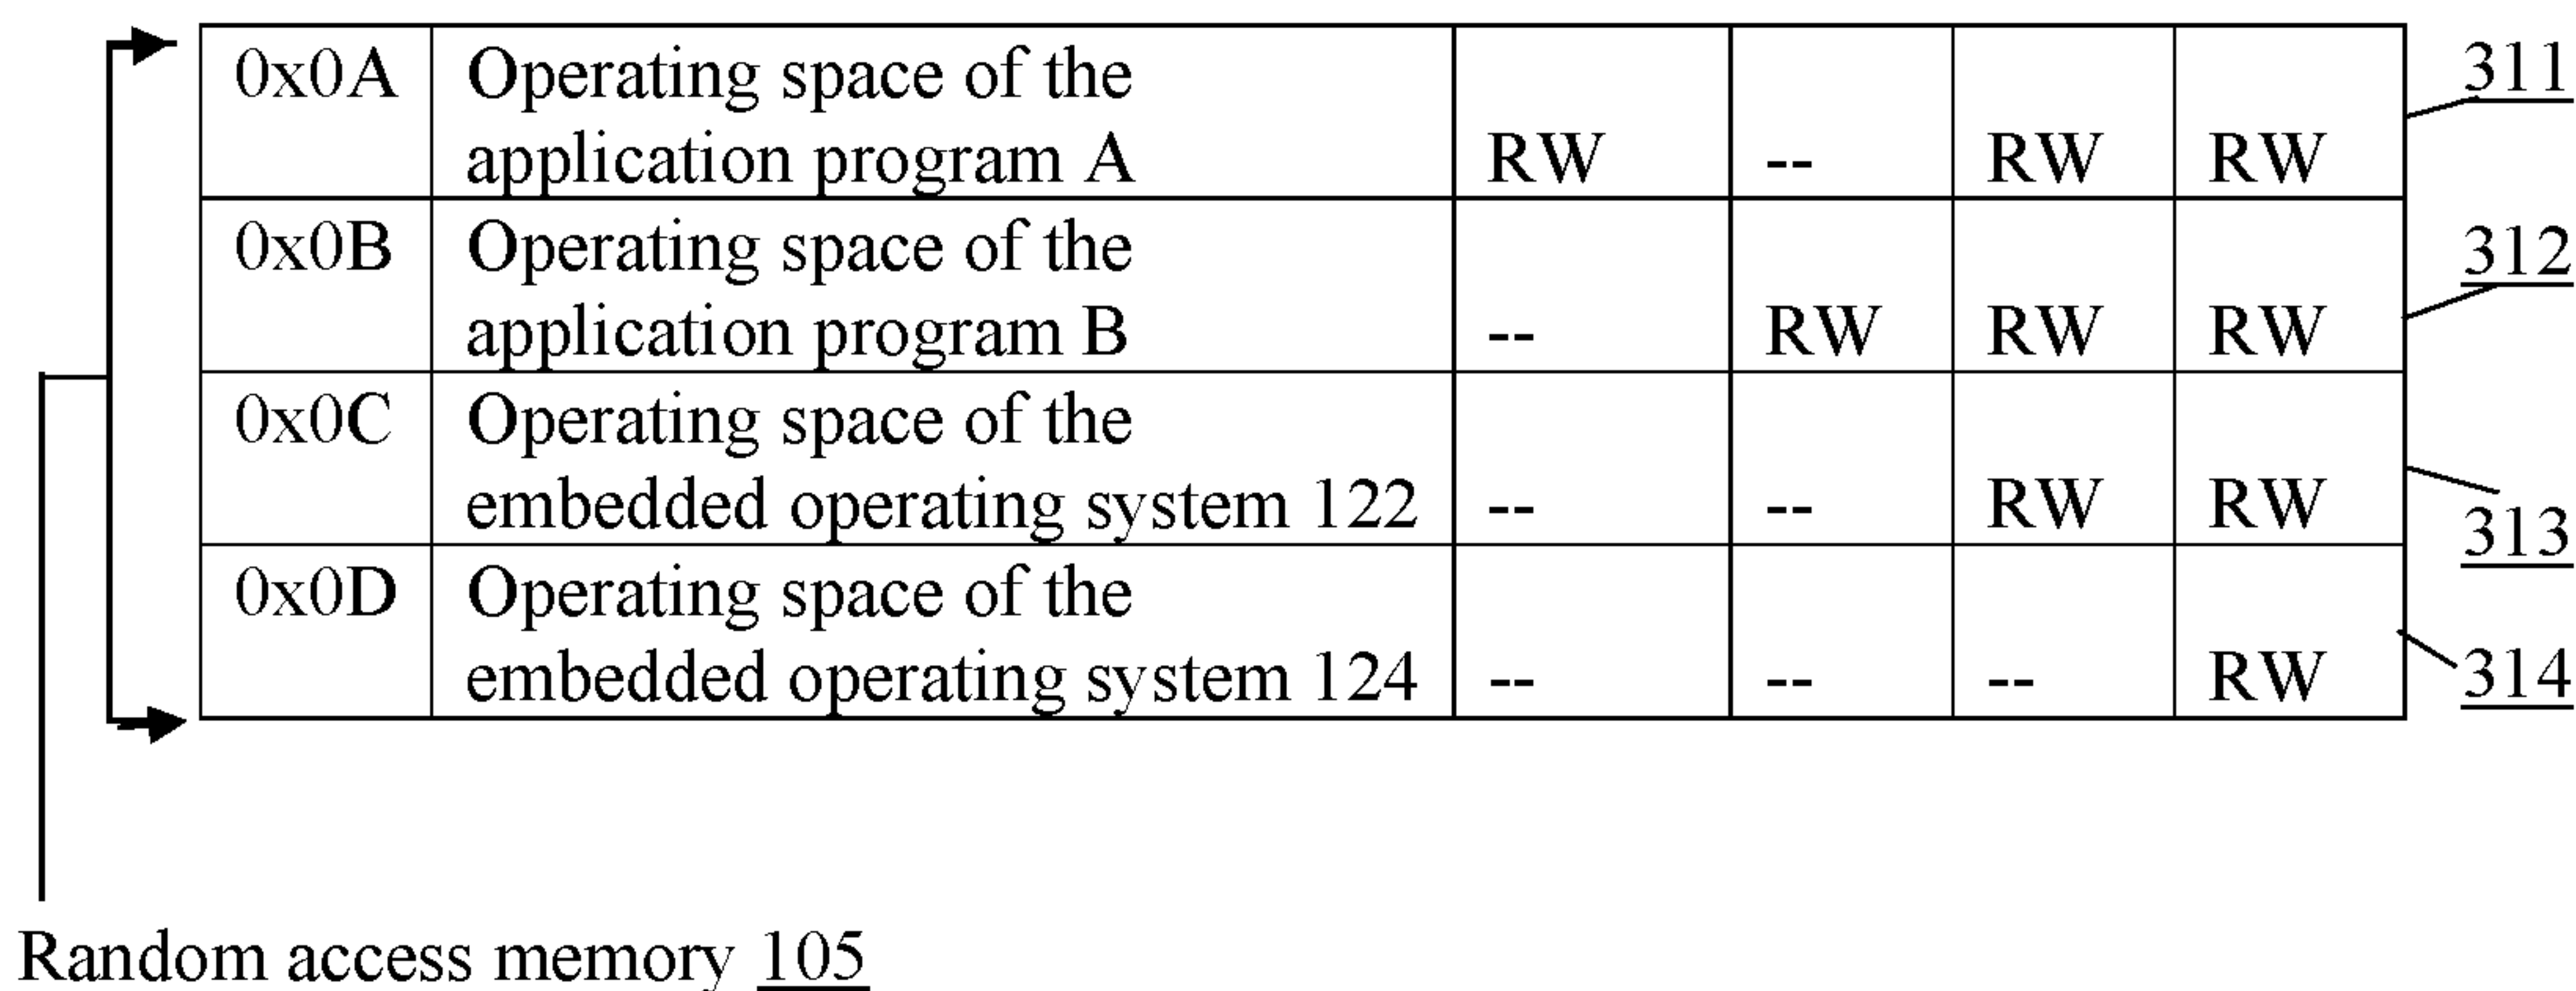 0x0A Operating space of the 311
application program A RW -- RW RW
0x0B Operating space of the 312
application program B -- RW RW RW
0x0C Operating space of the
embedded operating system 122 -- -- RW RW 313
0x0D Operating space of the
embedded operating system 124 -- -- -- RW 314
Random access memory 105